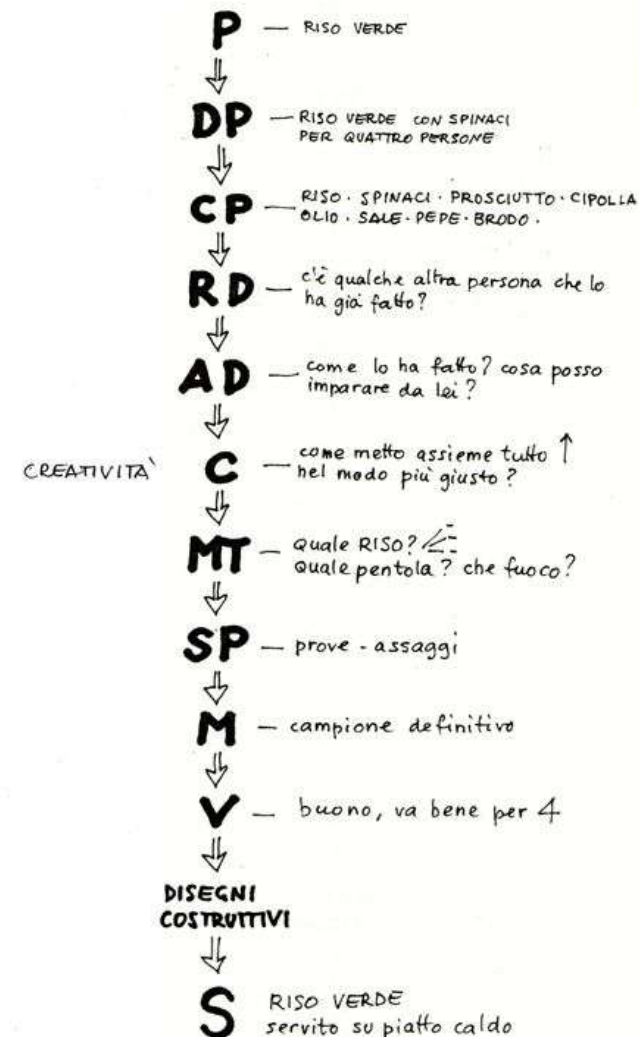 P — RISO VERDE
DP — RISO VERDE CON SPINACI
PER QUATTRO PERSONE
CP — RISO · SPINACI · PROSCIUTTO · CIPOLLA
OLIO · SALE · PEPE · BRODO ·
RD — c'è qualche altra persona che lo
ha già fatto?
AD — come lo ha fatto? cosa posso
imparare da lei?
CREATIVITÀ C — come metto assieme tutto
nel modo più giusto?
MT — Quale RISO?
Quale pentola? che fuoco?
SP — prove - assaggi
M — campione definitivo
V — buono, va bene per 4
DISEGNI
COSTRUTTIVI
S RISO VERDE
servito su piatto caldo